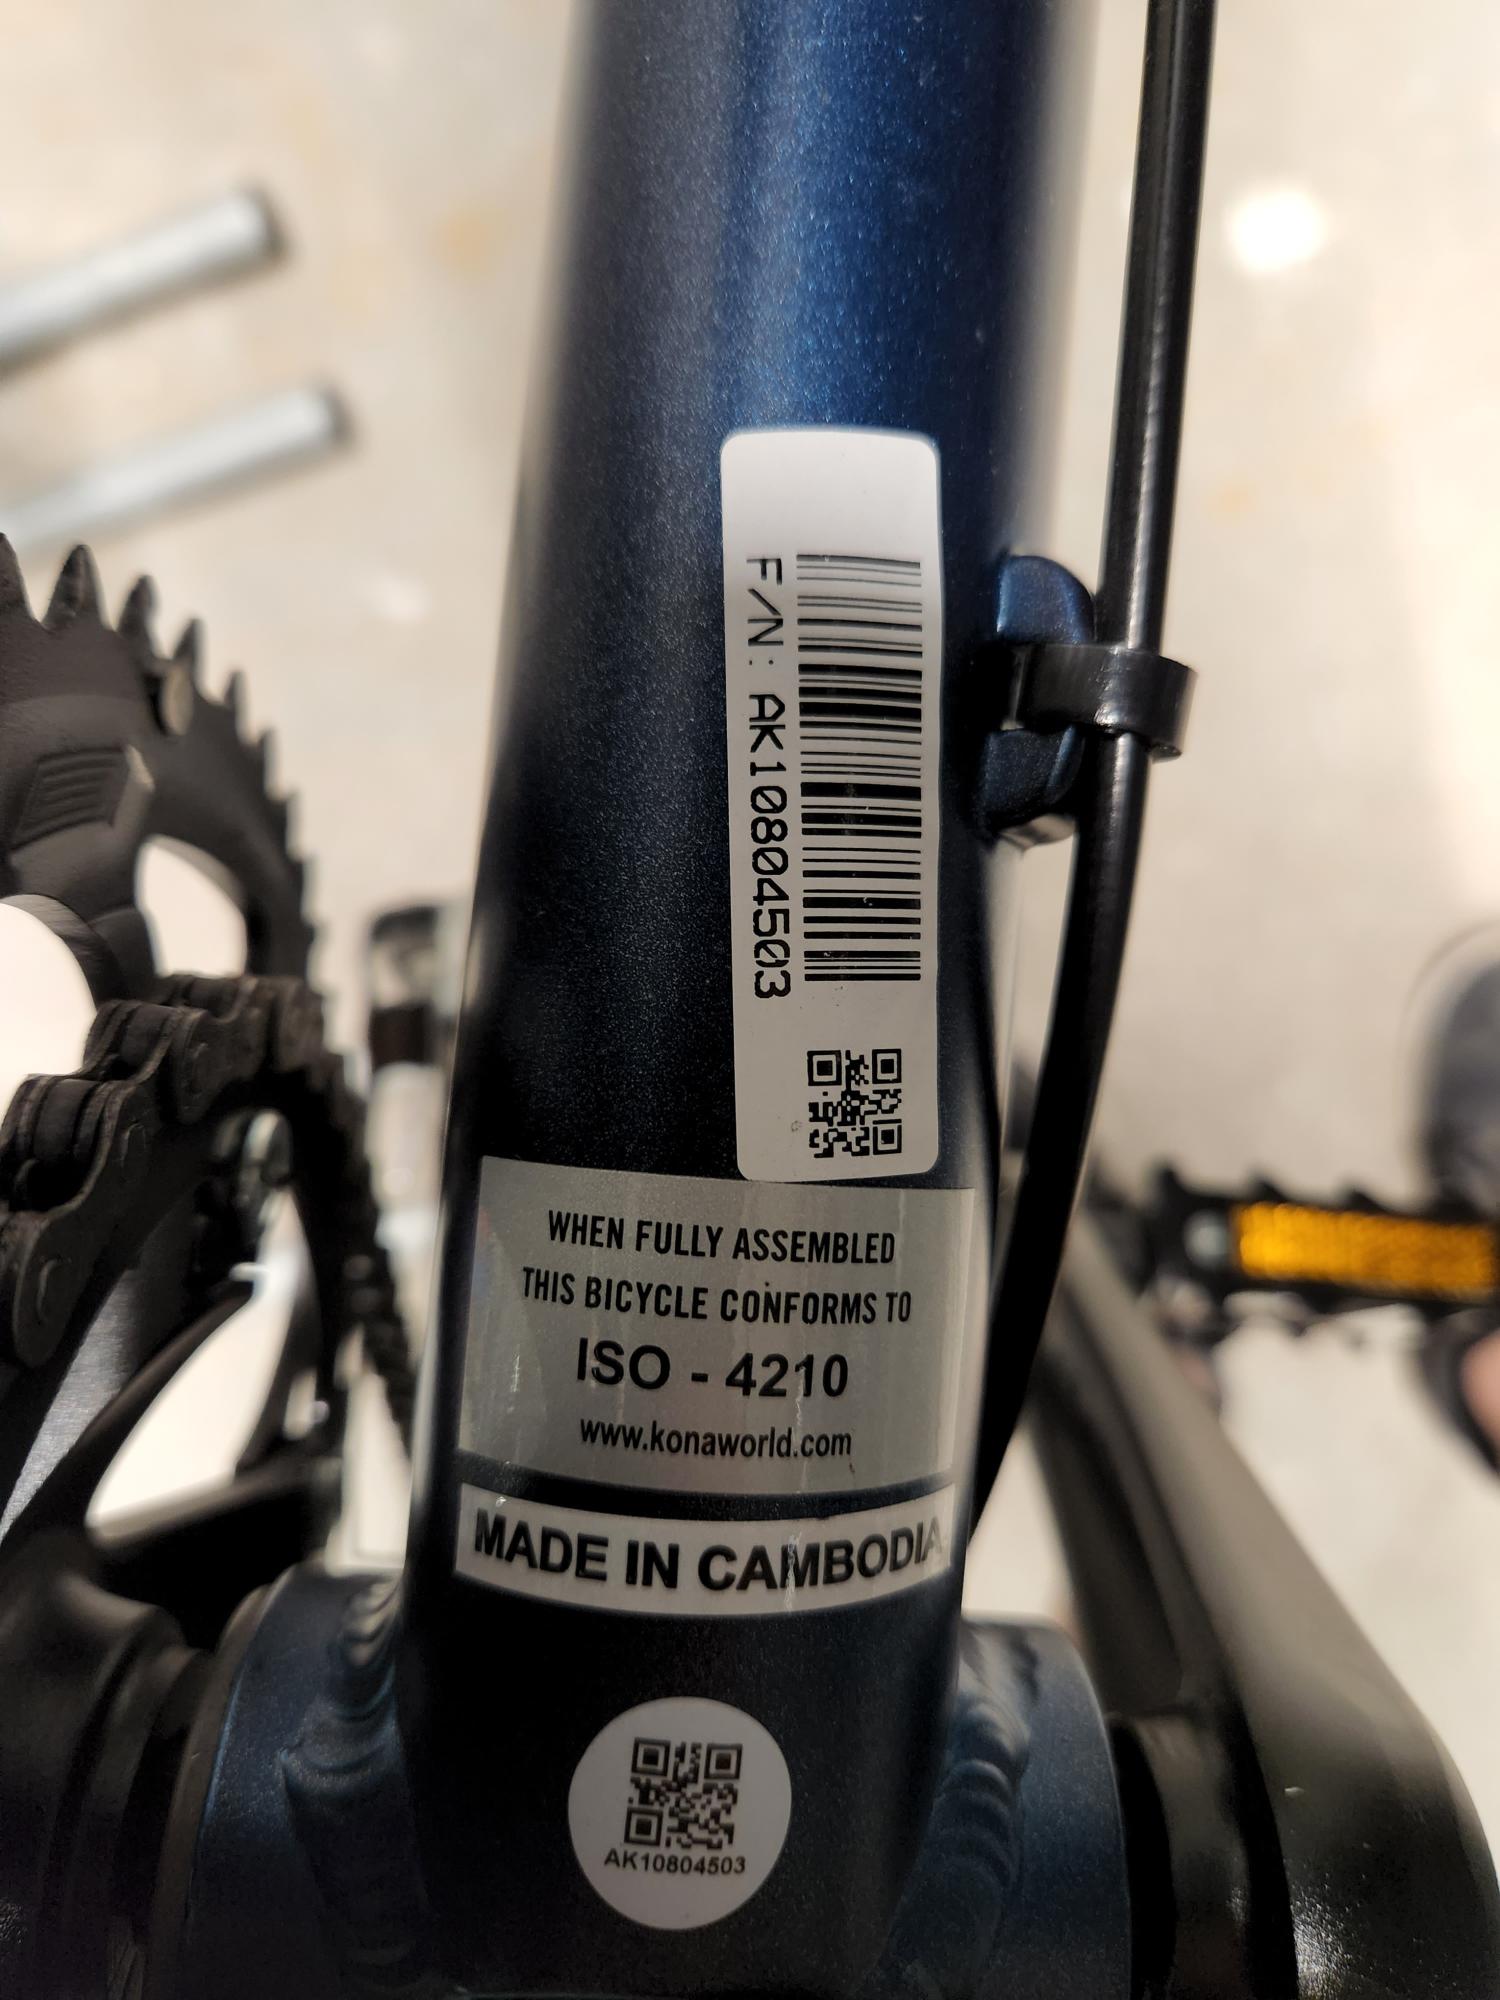 F/N: AK10804503
WHEN FULLY ASSEMBLED
THIS BICYCLE CONFORMS TO
ISO - 4210
www.konaworld.com
MADE IN CAMBODIA
AK10804503